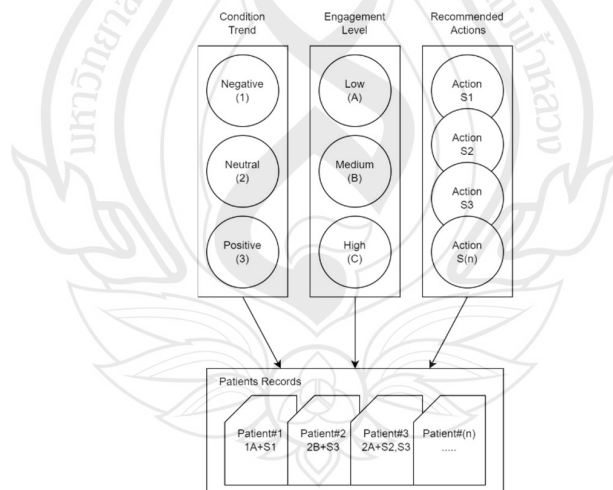 Condition
Trend
Engagement
Level
Recommended
Actions
Negative
(1)
Low
(A)
Action
S1
Action
S2
Neutral
(2)
Medium
(B)
Action
S3
Positive
(3)
High
(C)
Action
S(n)
Patients Records
Patient#1
1A+S1
Patient#2
2B+S3
Patient#3
2A+S2,S3
Patient#(n)
.....